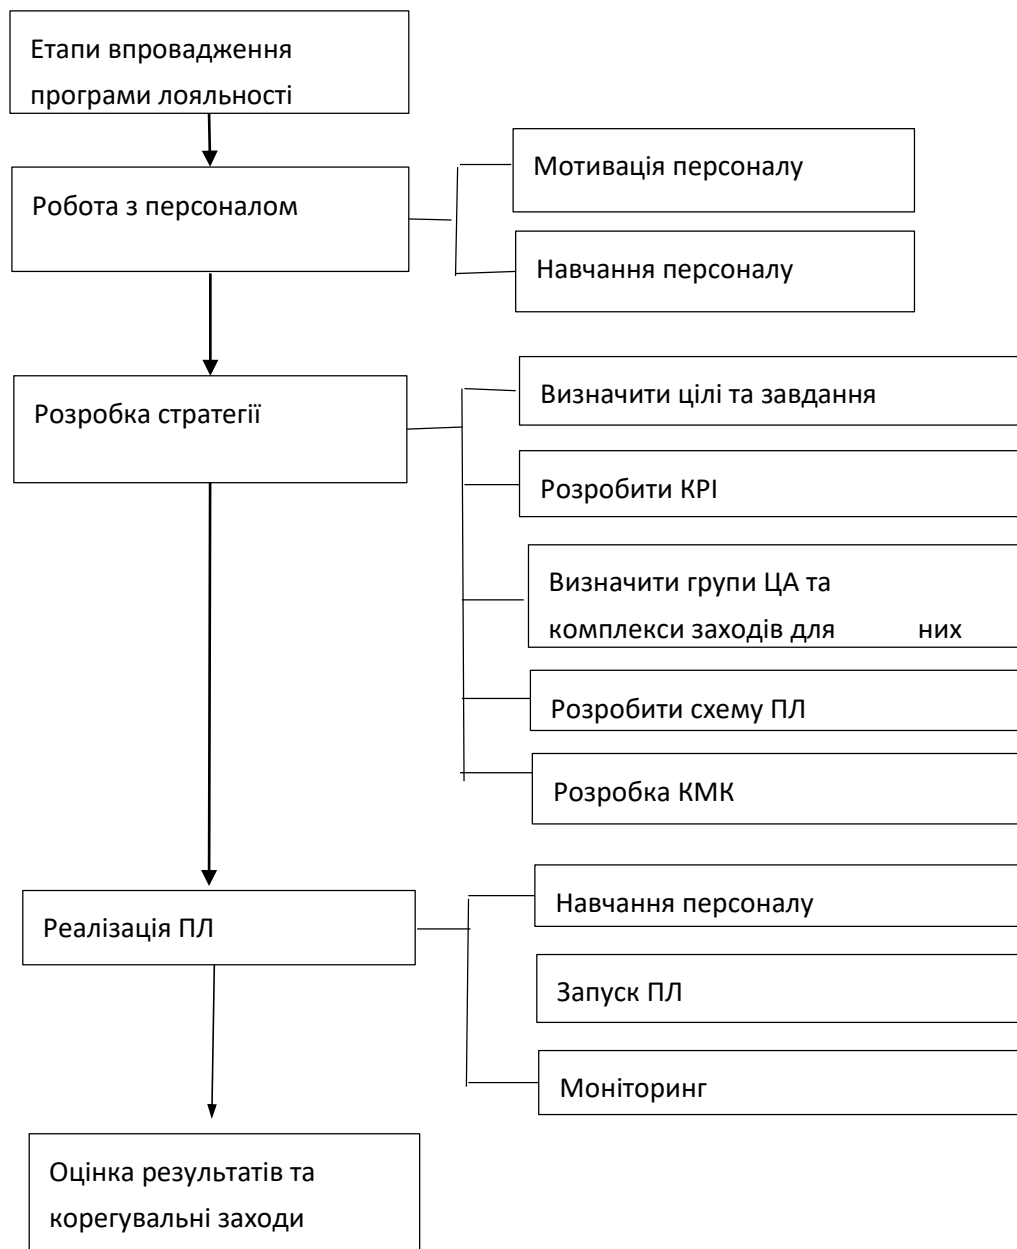 Етапи впровадження
програми лояльності
Мотивація персоналу
Робота з персоналом
Навчання персоналу
Визначити цілі та завдання
Розробка стратегії
Розробити КРІ
Визначити групи ЦА та
комплекси заходів для них
Розробити схему ПЛ
Розробка КМК
Навчання персоналу
Реалізація ПЛ
Запуск ПЛ
Моніторинг
Оцінка результатів та
корегувальні заходи